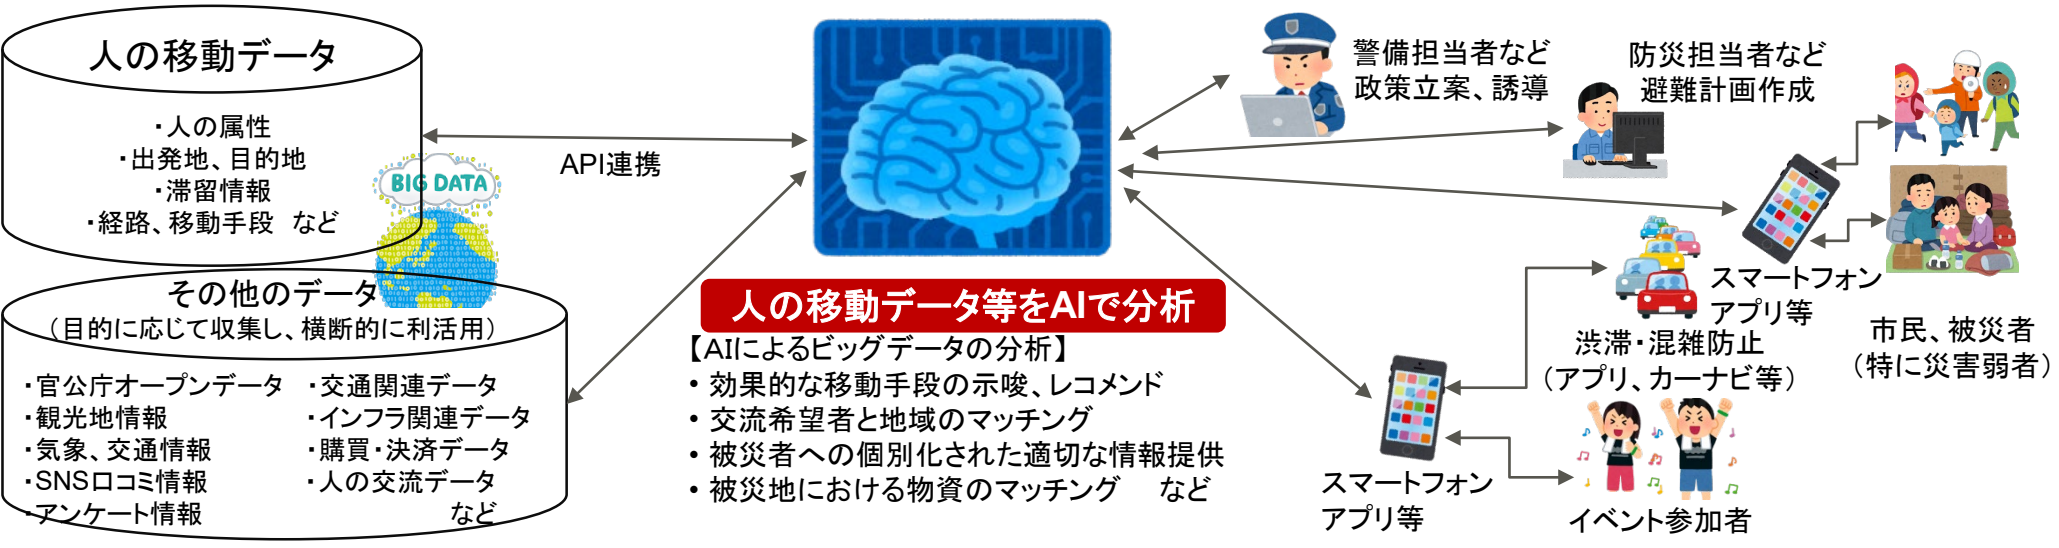 人の移動データ
・人の属性
・出発地、目的地
・滞留情報
・経路、移動手段　など
BIG DATA
その他のデータ
（目的に応じて収集し、横断的に利活用）
・官公庁オープンデータ
・観光地情報
・気象、交通情報
・SNS口コミ情報
・アンケート情報
・交通関連データ
・インフラ関連データ
・購買・決済データ
・人の交流データ
など
API連携
人の移動データ等をAIで分析
【AIによるビッグデータの分析】
• 効果的な移動手段の示唆、レコメンド
• 交流希望者と地域のマッチング
• 被災者への個別化された適切な情報提供
• 被災地における物資のマッチング　など
警備担当者など
政策立案、誘導
防災担当者など
避難計画作成
スマートフォン
アプリ等
市民、被災者
（特に災害弱者）
渋滞・混雑防止
（アプリ、カーナビ等）
スマートフォン
アプリ等
イベント参加者